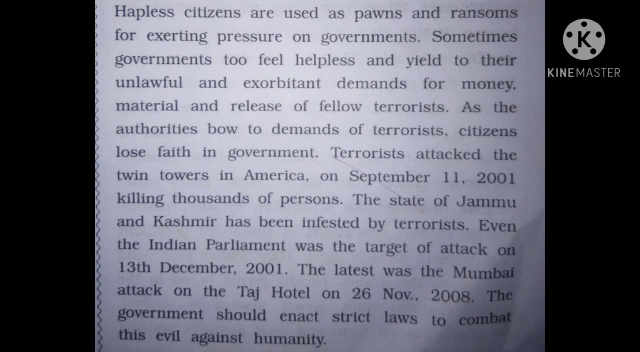 Hapless citizens are used as pawns and ransoms
for exerting pressure on governments. Sometimes
governments too feel helpless and yield to their
unlawful and exorbitant demands for money,
material and release of fellow terrorists. As the
authorities bow to demands of terrorists, citizens
lose faith in government. Terrorists attacked the
twin towers in America, on September 11, 2001
killing thousands of persons. The state of Jammu
and Kashmir has been infested by terrorists. Even
the Indian Parliament was the target of attack on
13th December, 2001. The latest was the Mumbai
attack on the Taj Hotel on 26 Nov., 2008. The
government should enact strict laws to combat
this evil against humanity.
KINEMASTER